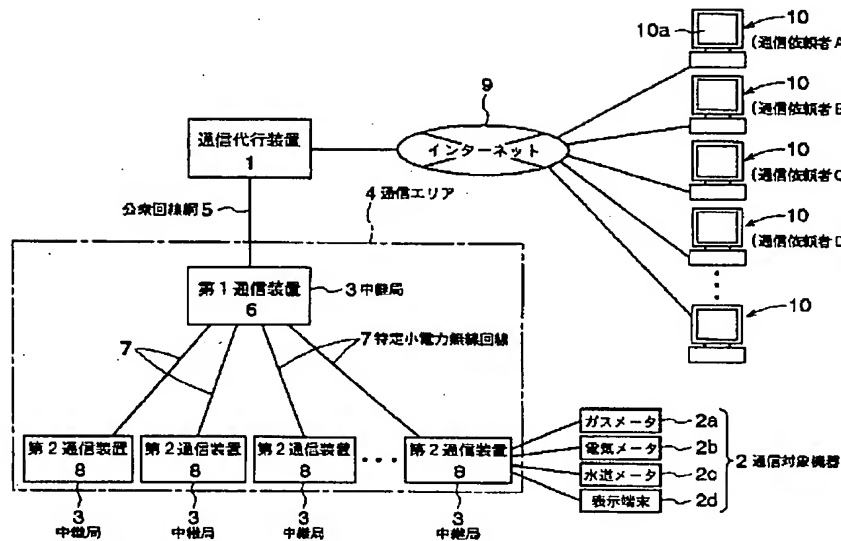 10a
10
(通信依頼者A
9
10
(通信依頼者B
通信代行装置
1
インターネット
10
(通信依頼者C
公衆回線網5
4通信エリア
10
(通信依頼者D
第1通信装置
6
3中継局
10
7
7特定小電力無線回線
第2通信装置
8
第2通信装置
8
第2通信装置
8
第2通信装置
8
ガスメータ
2a
電気メータ
2b
水道メータ
2c
表示端末
2d
2通信対象機器
3
中継局
3
中継局
3
中継局
3
中継局